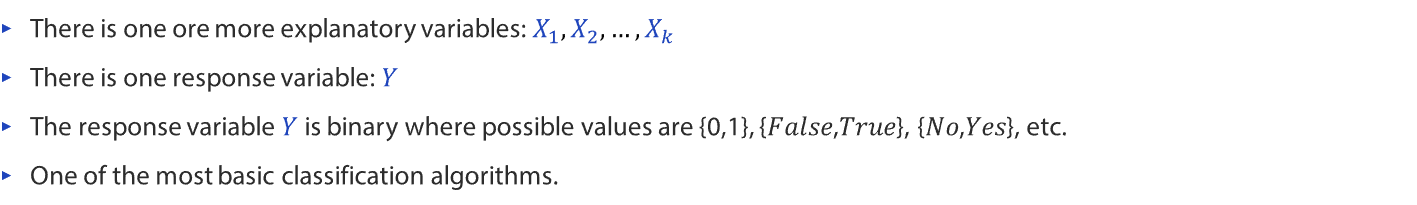 ▸ There is one ore more explanatory variables: X₁, X₂, … , Xₖ
▸ There is one response variable: Y
▸ The response variable Y is binary where possible values are {0,1}, {False,True}, {No,Yes}, etc.
▸ One of the most basic classification algorithms.